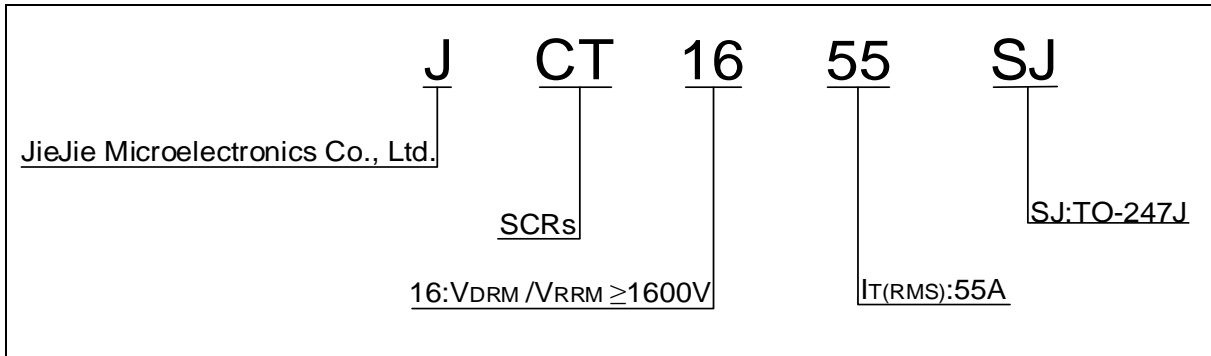 J CT 16 55 SJ
JieJie Microelectronics Co., Ltd.
SCRs
SJ:TO-247J
16:VDRM /VRRM ≥1600V
IT(RMS):55A